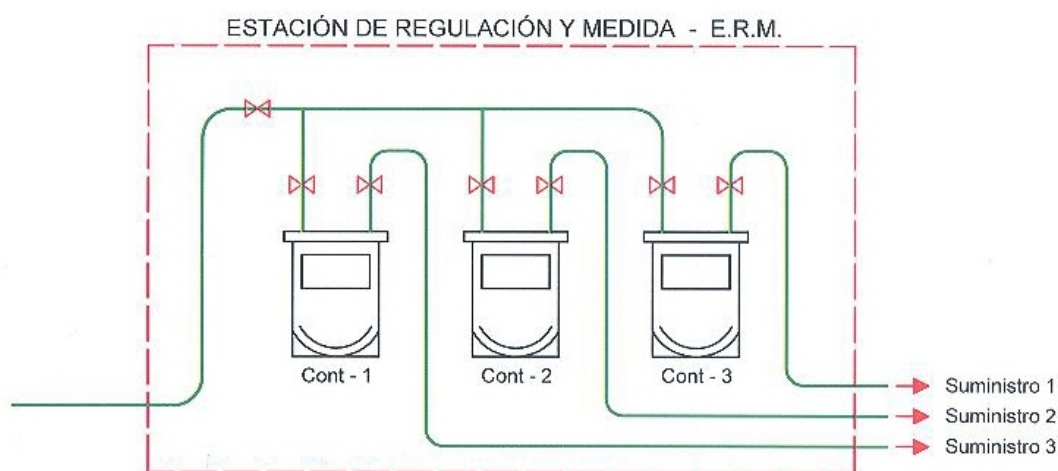 ESTACIÓN DE REGULACIÓN Y MEDIDA - E.R.M.
Cont - 1
Cont - 2
Cont - 3
Suministro 1
Suministro 2
Suministro 3